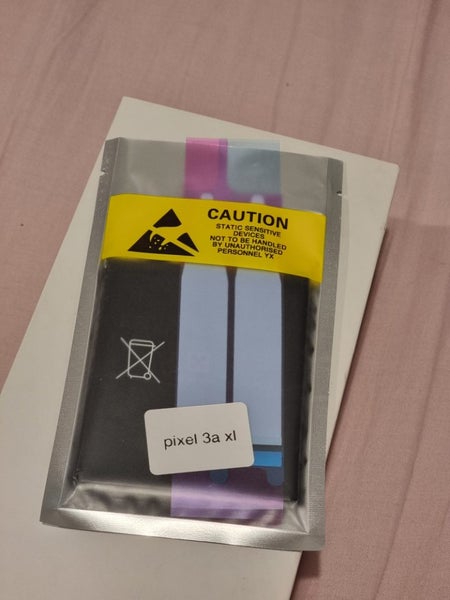 CAUTION
STATIC SENSITIVE
DEVICES
NOT TO BE HANDLED
BY UNAUTHORISED
PERSONNEL YX
pixel 3a xl